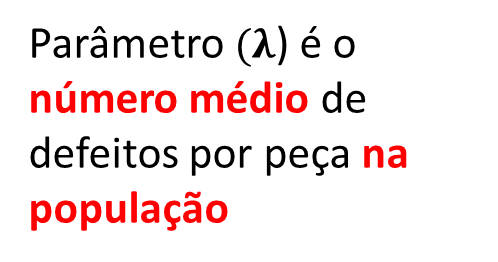 Parâmetro (λ) é o
número médio de
defeitos por peça na
população